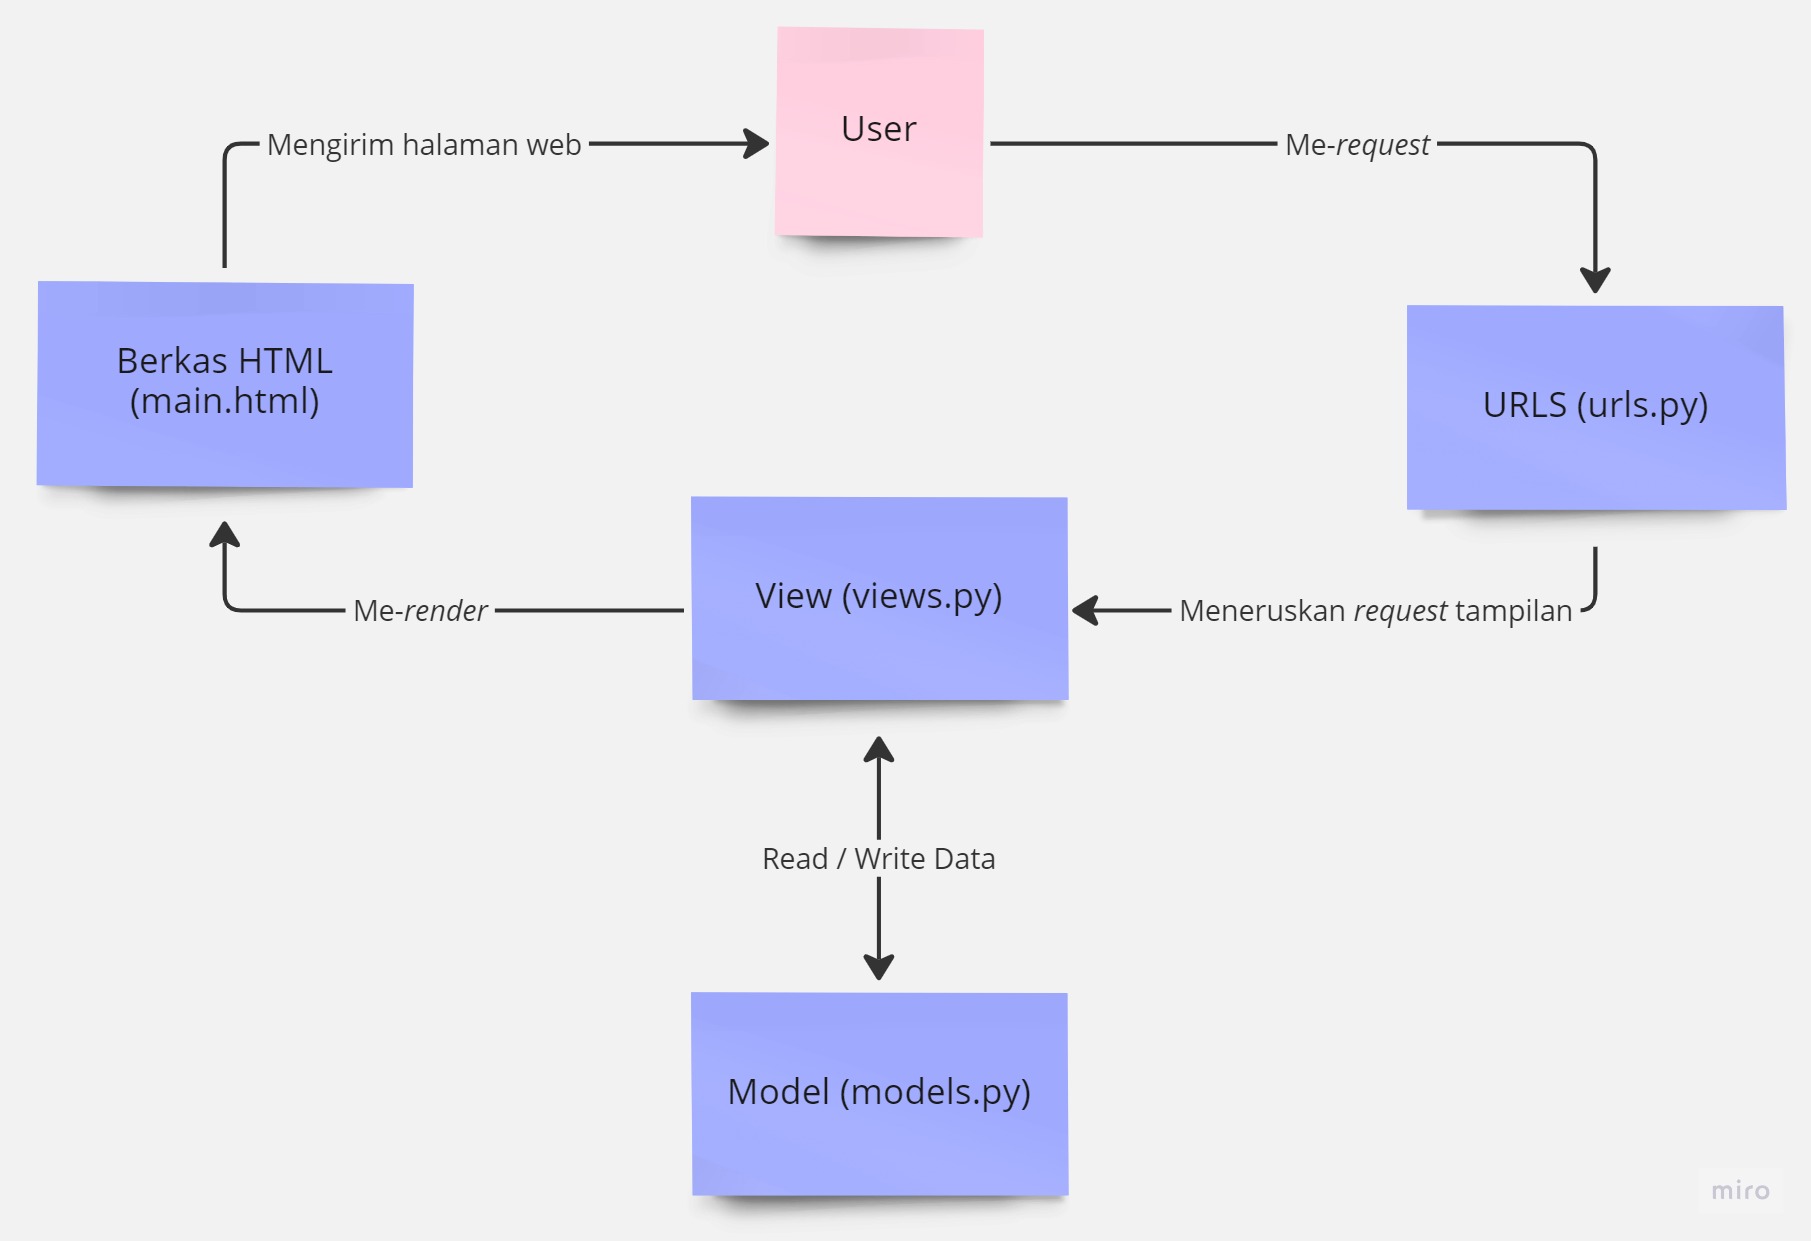 User
Mengirim halaman web
Me-request
Berkas HTML
(main.html)
URLS (urls.py)
View (views.py)
Me-render
Meneruskan request tampilan
Read / Write Data
Model (models.py)
miro